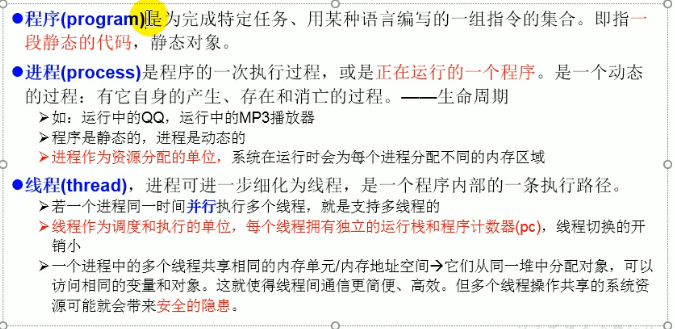 ●程序(program)是为完成特定任务、用某种语言编写的一组指令的集合。即指一
段静态的代码，静态对象。
●进程(process)是程序的一次执行过程，或是正在运行的一个程序。是一个动态
的过程：有它自身的产生、存在和消亡的过程。——生命周期
➢如：运行中的QQ，运行中的MP3播放器
➢程序是静态的，进程是动态的
➢进程作为资源分配的单位，系统在运行时会为每个进程分配不同的内存区域
●线程(thread)，进程可进一步细化为线程，是一个程序内部的一条执行路径。
➢若一个进程同一时间并行执行多个线程，就是支持多线程的
➢线程作为调度和执行的单位，每个线程拥有独立的运行栈和程序计数器(pc)，线程切换的开
销小
➢一个进程中的多个线程共享相同的内存单元/内存地址空间→它们从同一堆中分配对象，可以
访问相同的变量和对象。这就使得线程间通信更简便、高效。但多个线程操作共享的系统资
源可能就会带来安全的隐患。